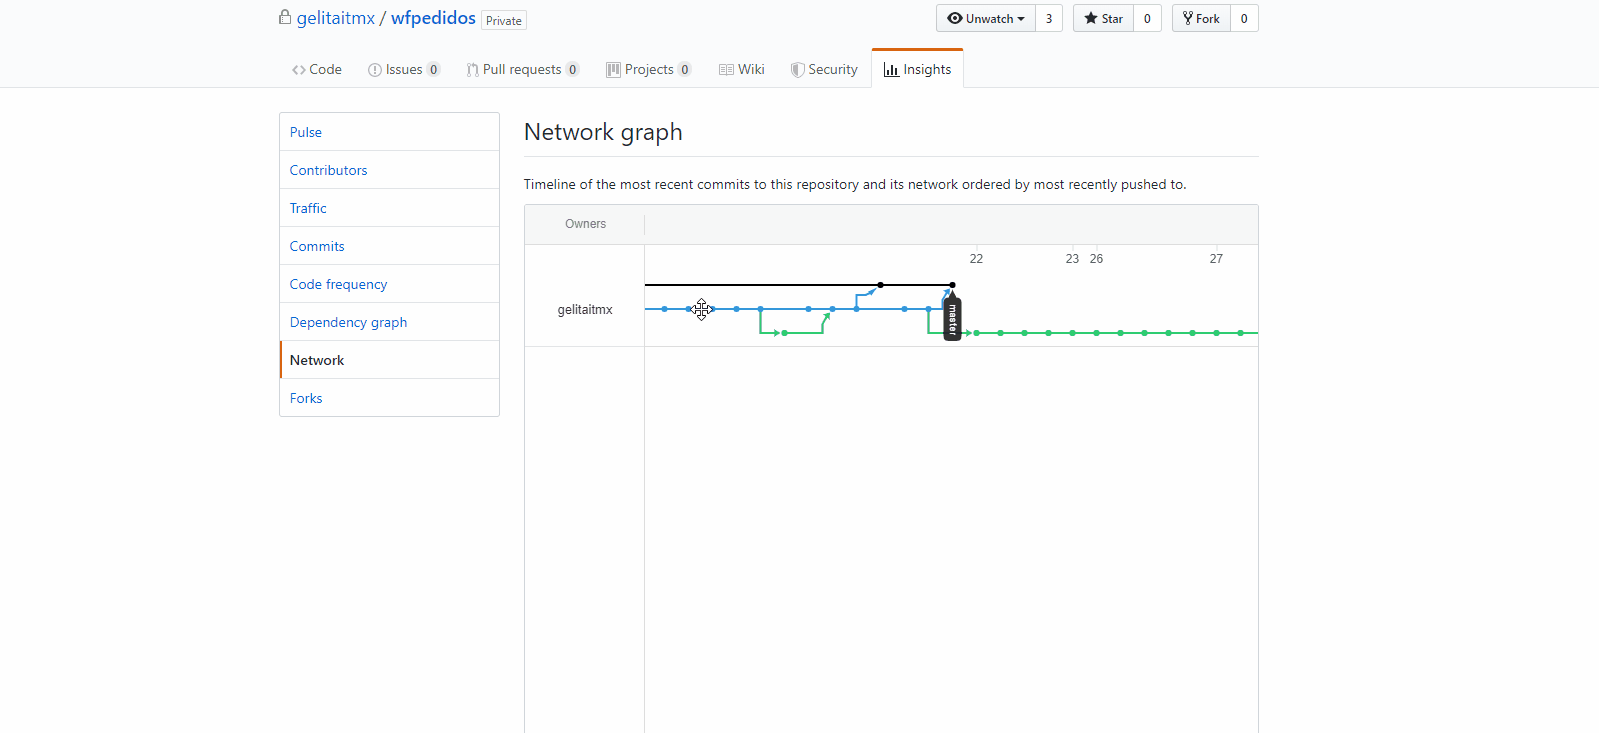 gelitaitmx / wfpedidos Private
Unwatch 3 Star 0 Fork 0
Code Issues 0 Pull requests 0 Projects 0 Wiki Security Insights
Pulse
Contributors
Traffic
Commits
Code frequency
Dependency graph
Network
Forks
Network graph
Timeline of the most recent commits to this repository and its network ordered by most recently pushed to.
Owners
22 23 26 27
gelitaitmx
master